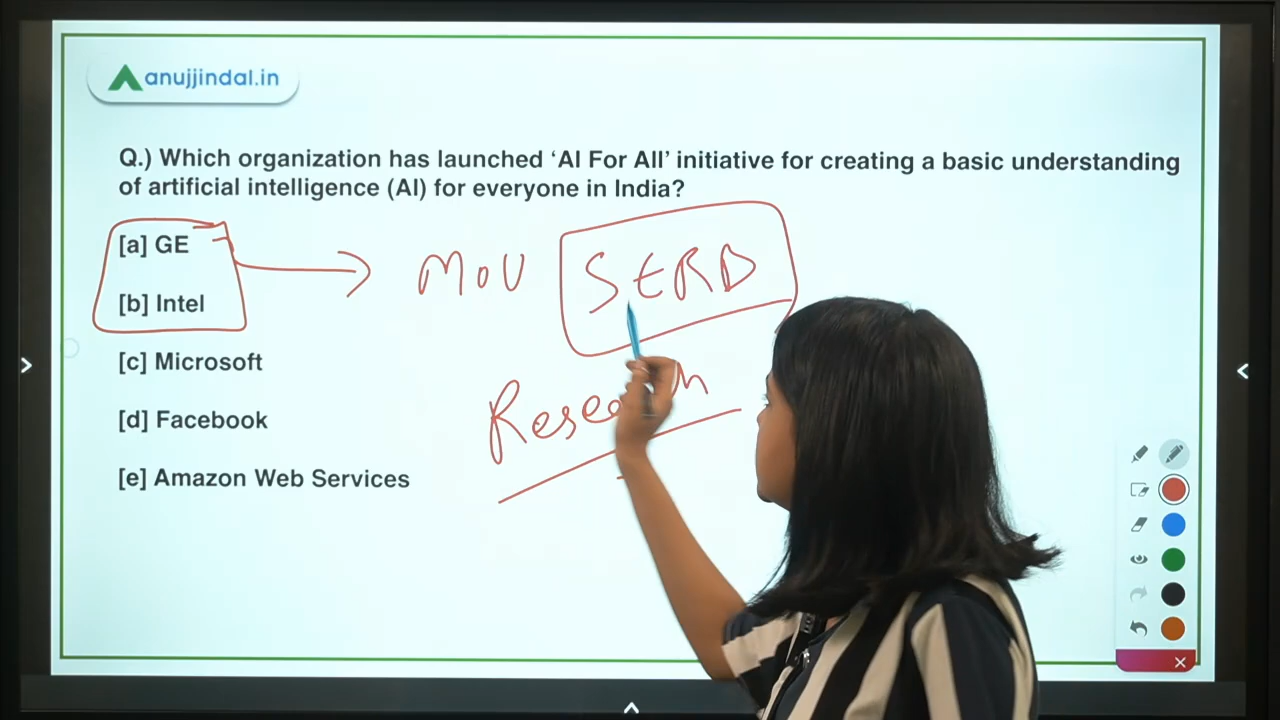 anujjindal.in
Q.) Which organization has launched ‘AI For All’ initiative for creating a basic understanding
of artificial intelligence (AI) for everyone in India?
[a] GE
MOU SERB
[b] Intel
[c] Microsoft
[d] Facebook
[e] Amazon Web Services